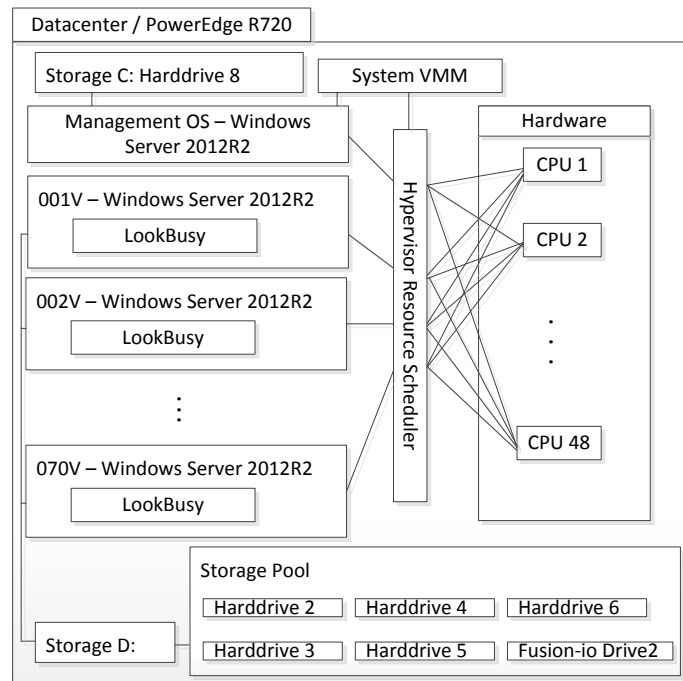 Datacenter / PowerEdge R720
Storage C: Harddrive 8
System VMM
Management OS – Windows
Server 2012R2
Hardware
CPU 1
CPU 2
CPU 48
Hypervisor Resource Scheduler
001V – Windows Server 2012R2
LookBusy
002V – Windows Server 2012R2
LookBusy
070V – Windows Server 2012R2
LookBusy
Storage D:
Storage Pool
Harddrive 2
Harddrive 4
Harddrive 6
Harddrive 3
Harddrive 5
Fusion-io Drive2